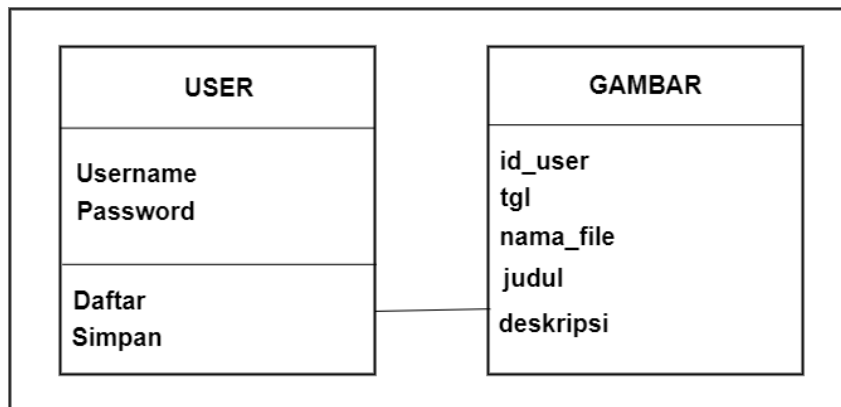 USER
Username
Password
Daftar
Simpan
GAMBAR
id_user
tgl
nama_file
judul
deskripsi